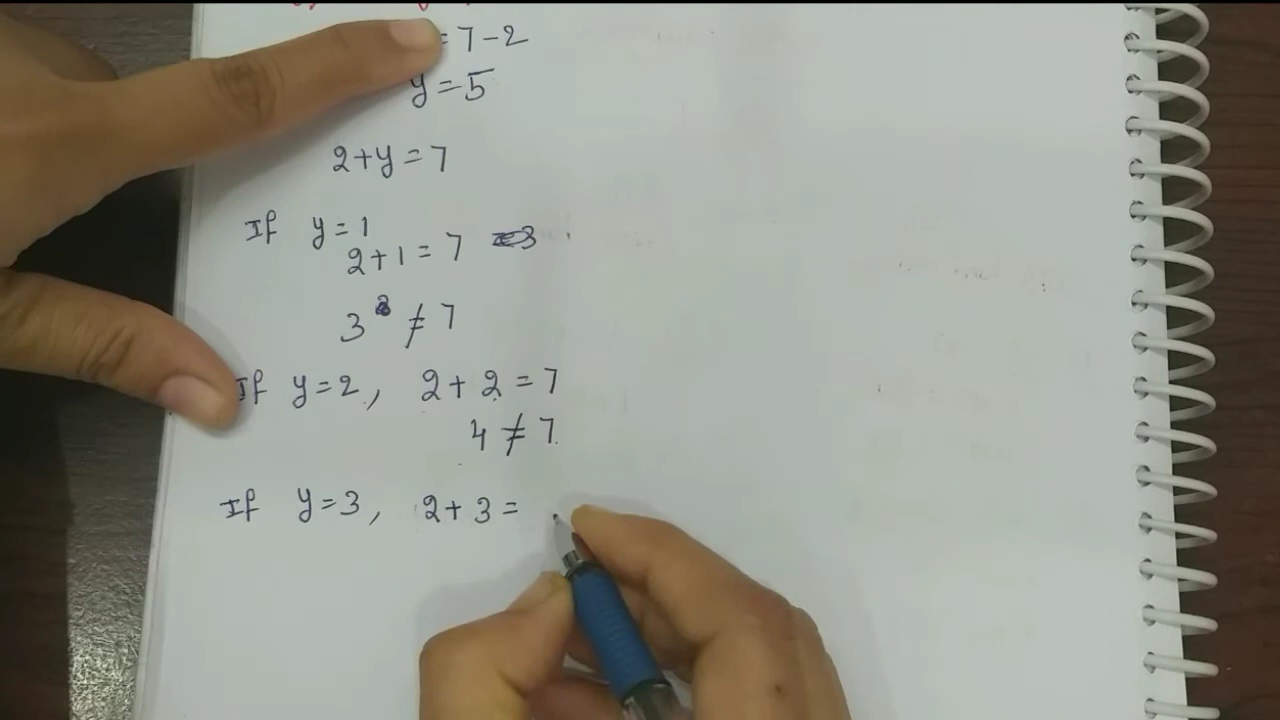 = 7-2
y = 5
2+y = 7
If y = 1
2+1 = 7
3 ≠ 7
If y=2, 2+2 = 7
4 ≠ 7
If y=3, 2+3 =